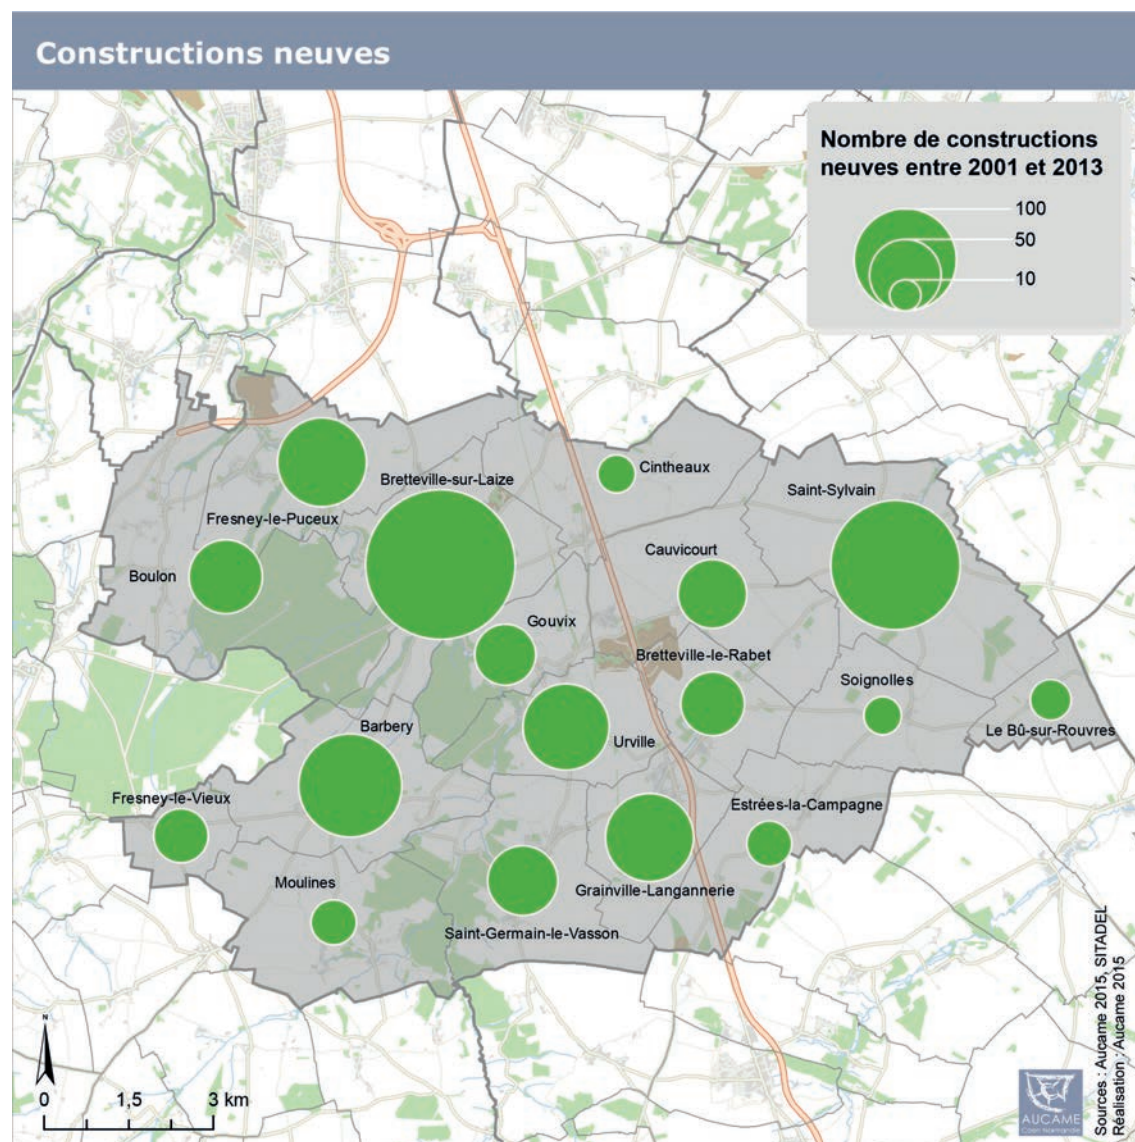 Constructions neuves
Nombre de constructions
neuves entre 2001 et 2013
100
50
10
Cintheaux
Bretteville-sur-Laize
Saint-Sylvain
Fresney-le-Puceux
Cauvicourt
Boulon
Gouvix
Bretteville-le-Rabet
Soignolles
Barbery
Le Bû-sur-Rouvres
Urville
Fresney-le-Vieux
Estrées-la-Campagne
Moulines
Grainville-Langannerie
Saint-Germain-le-Vasson
N
0 1,5 3 km
AUCAME
Caen Normandie
Sources : Aucame 2015, SITADEL
Réalisation : Aucame 2015